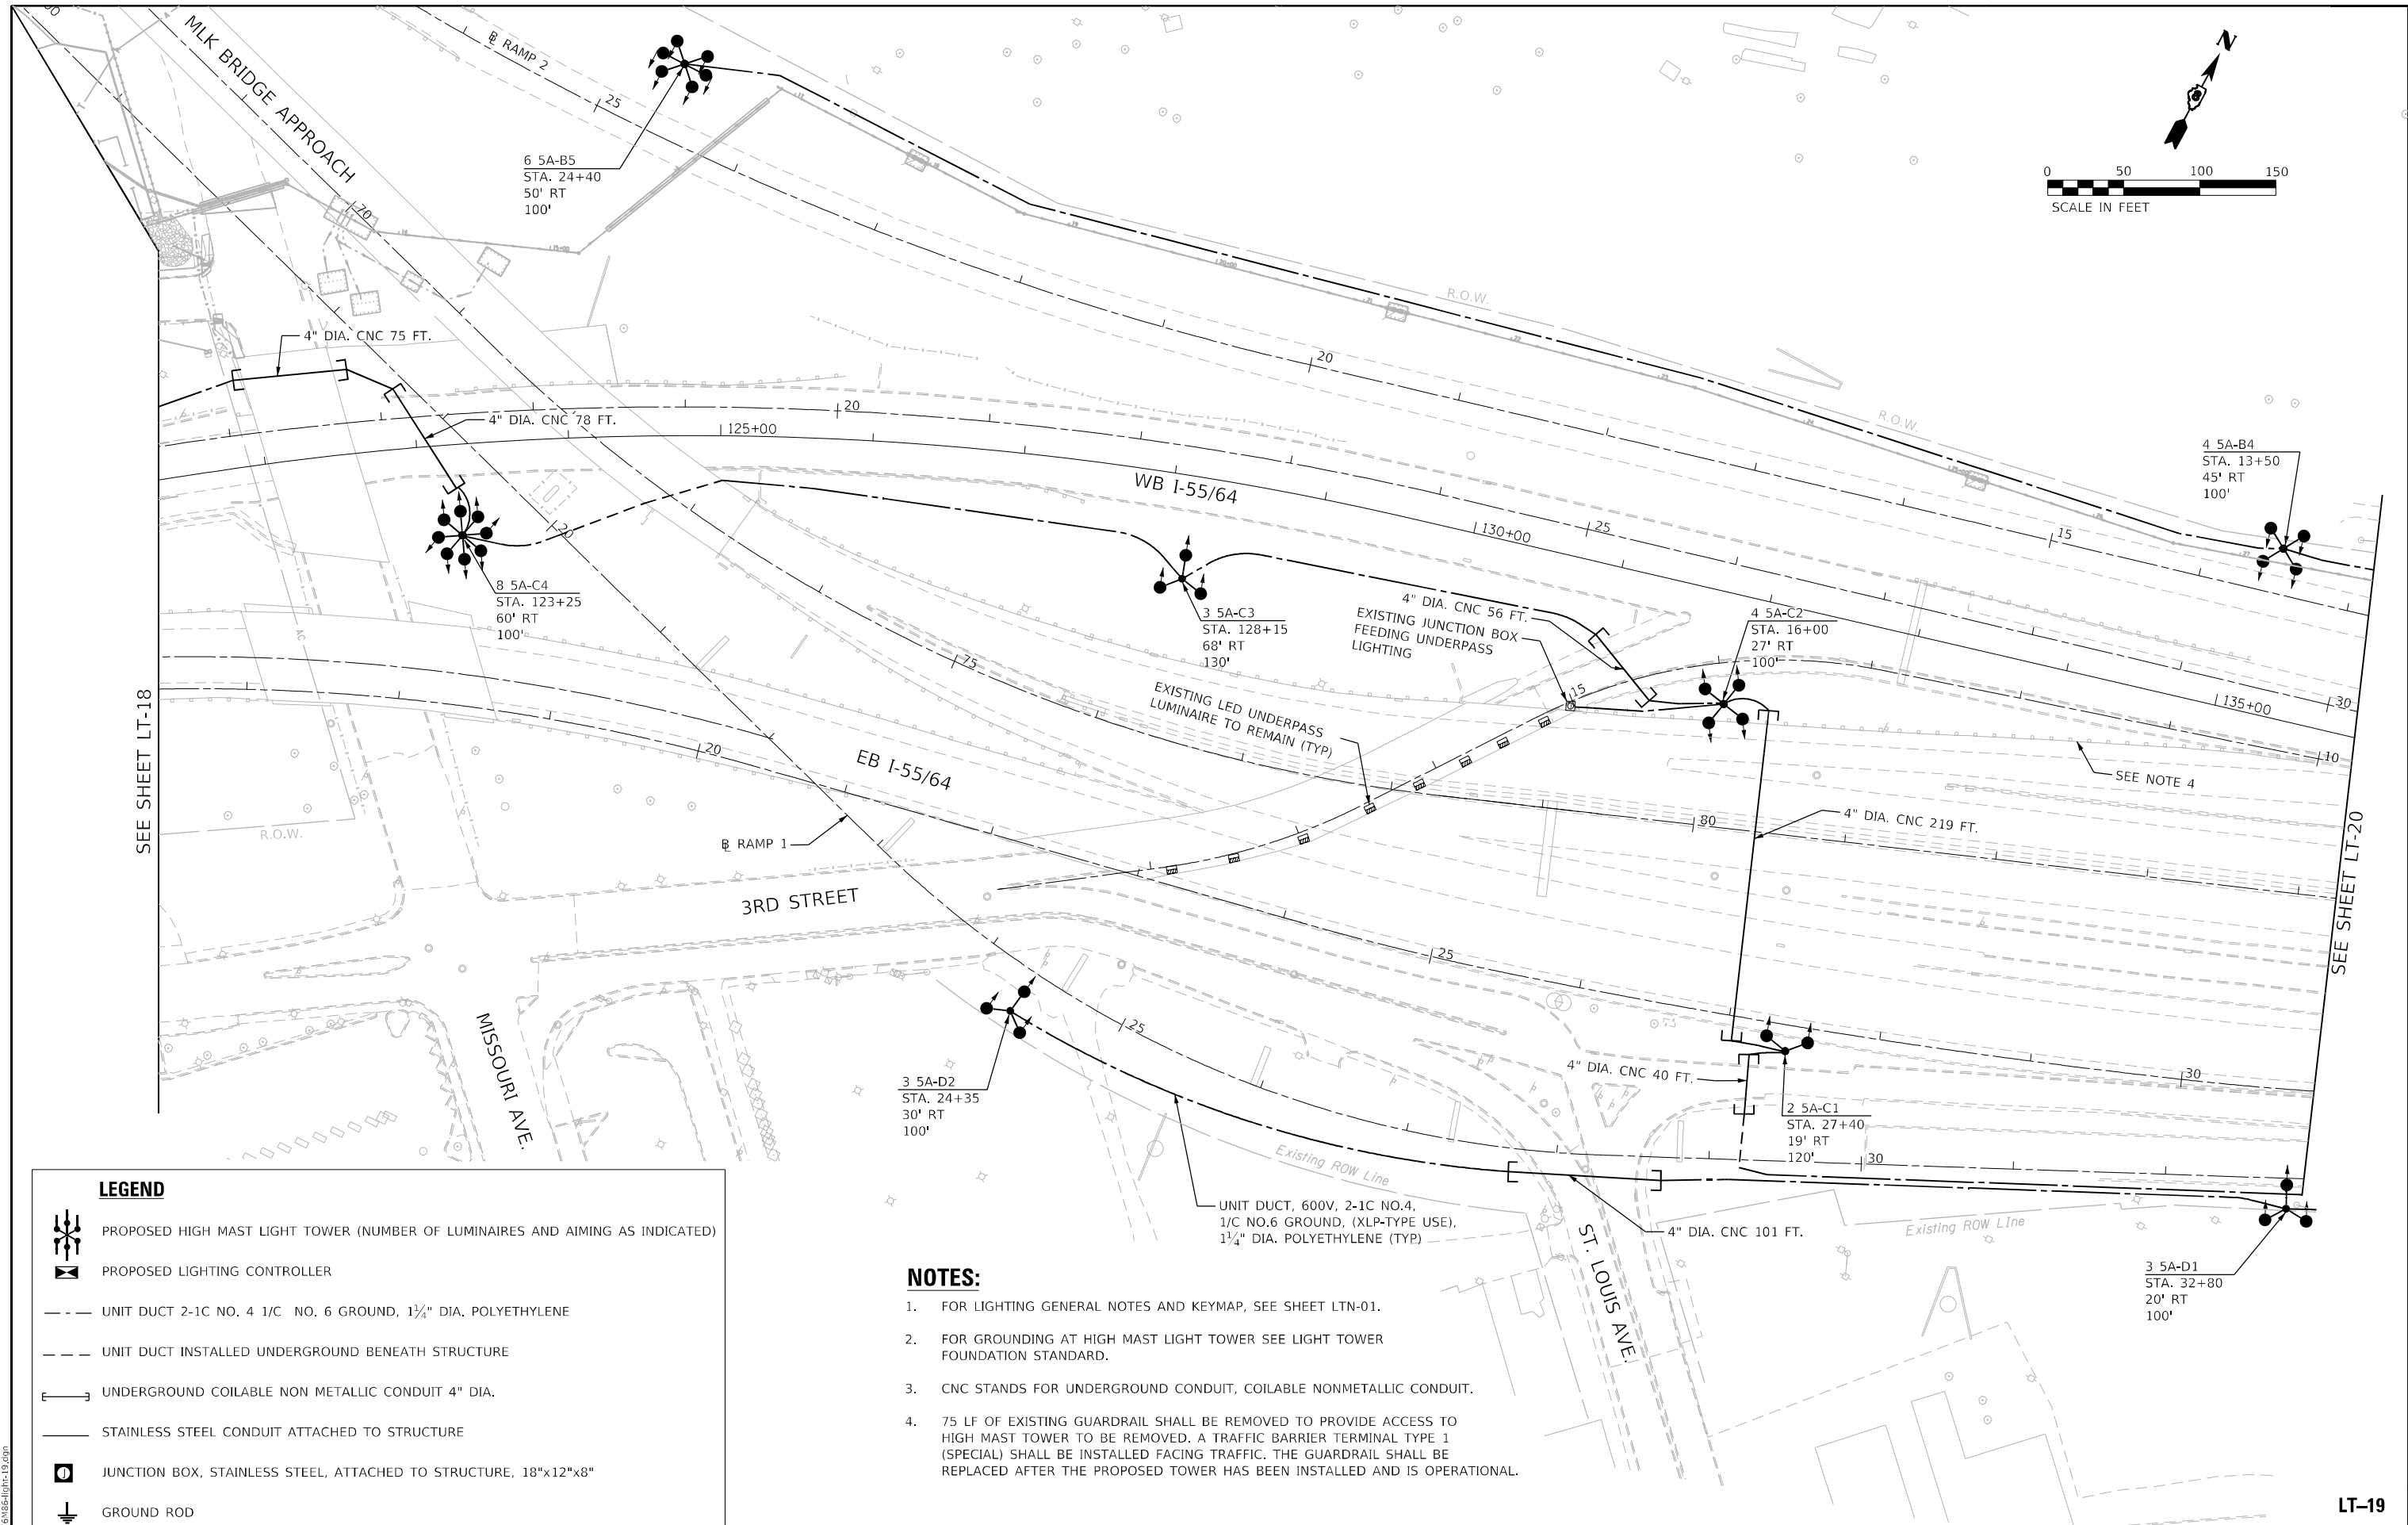 MLK BRIDGE APPROACH
70
BL RAMP 2
25
6 5A-B5
STA. 24+40
50' RT
100'
N
0 50 100 150
SCALE IN FEET
R.O.W.
20
R.O.W.
4" DIA. CNC 75 FT.
4" DIA. CNC 78 FT.
20
125+00
WB I-55/64
130+00
25
15
4 5A-B4
STA. 13+50
45' RT
100'
20
8 5A-C4
STA. 123+25
60' RT
100'
3 5A-C3
STA. 128+15
68' RT
130'
4" DIA. CNC 56 FT.
EXISTING JUNCTION BOX
FEEDING UNDERPASS
LIGHTING
4 5A-C2
STA. 16+00
27' RT
100'
15
75
EXISTING LED UNDERPASS
LUMINAIRE TO REMAIN (TYP)
135+00
30
10
SEE NOTE 4
AC
SEE SHEET LT-18
20
EB I-55/64
80
4" DIA. CNC 219 FT.
R.O.W.
BL RAMP 1
3RD STREET
SEE SHEET LT-20
25
MISSOURI AVE.
25
3 5A-D2
STA. 24+35
30' RT
100'
4" DIA. CNC 40 FT.
30
2 5A-C1
STA. 27+40
19' RT
120'
30
Existing ROW Line
UNIT DUCT, 600V, 2-1C NO.4,
1/C NO.6 GROUND, (XLP-TYPE USE),
1¼" DIA. POLYETHYLENE (TYP)
ST. LOUIS AVE.
4" DIA. CNC 101 FT.
Existing ROW LIne
3 5A-D1
STA. 32+80
20' RT
100'
LEGEND
PROPOSED HIGH MAST LIGHT TOWER (NUMBER OF LUMINAIRES AND AIMING AS INDICATED)
PROPOSED LIGHTING CONTROLLER
UNIT DUCT 2-1C NO. 4 1/C NO. 6 GROUND, 1¼" DIA. POLYETHYLENE
UNIT DUCT INSTALLED UNDERGROUND BENEATH STRUCTURE
UNDERGROUND COILABLE NON METALLIC CONDUIT 4" DIA.
STAINLESS STEEL CONDUIT ATTACHED TO STRUCTURE
J JUNCTION BOX, STAINLESS STEEL, ATTACHED TO STRUCTURE, 18"x12"x8"
GROUND ROD
NOTES:
1. FOR LIGHTING GENERAL NOTES AND KEYMAP, SEE SHEET LTN-01.
2. FOR GROUNDING AT HIGH MAST LIGHT TOWER SEE LIGHT TOWER
FOUNDATION STANDARD.
3. CNC STANDS FOR UNDERGROUND CONDUIT, COILABLE NONMETALLIC CONDUIT.
4. 75 LF OF EXISTING GUARDRAIL SHALL BE REMOVED TO PROVIDE ACCESS TO
HIGH MAST TOWER TO BE REMOVED. A TRAFFIC BARRIER TERMINAL TYPE 1
(SPECIAL) SHALL BE INSTALLED FACING TRAFFIC. THE GUARDRAIL SHALL BE
REPLACED AFTER THE PROPOSED TOWER HAS BEEN INSTALLED AND IS OPERATIONAL.
LT–19